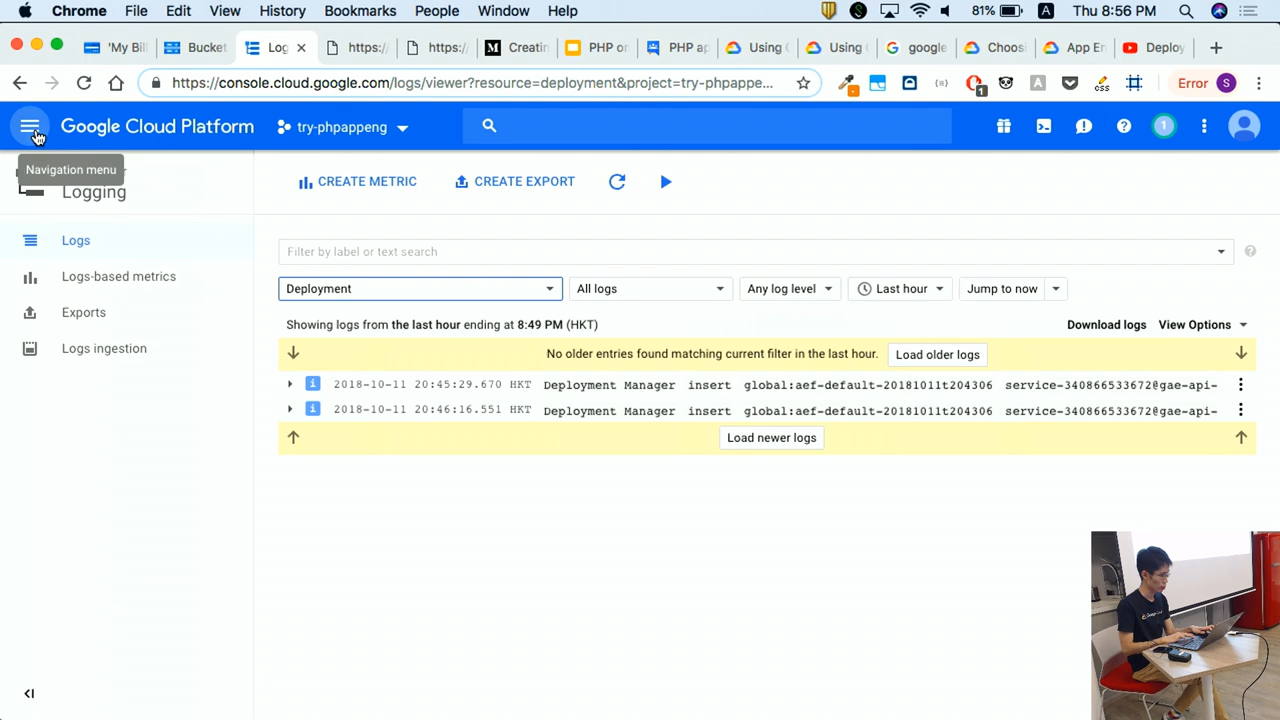 Chrome File Edit View History Bookmarks People Window Help 81% A Thu 8:56 PM
'My Bil Bucket Log https: https: Creatin PHP on PHP ap Using Using google Choosi App En Deploy
https://console.cloud.google.com/logs/viewer?resource=deployment&project=try-phpappe... 1 A css Error S
Google Cloud Platform try-phpappeng 1
Navigation menu
Logging
CREATE METRIC CREATE EXPORT
Logs
Logs-based metrics
Exports
Logs ingestion
Filter by label or text search
Deployment All logs Any log level Last hour Jump to now
Showing logs from the last hour ending at 8:49 PM (HKT) Download logs View Options
No older entries found matching current filter in the last hour. Load older logs
2018-10-11 20:45:29.670 HKT Deployment Manager insert global:aef-default-20181011t204306 service-340866533672@gae-api-
2018-10-11 20:46:16.551 HKT Deployment Manager insert global:aef-default-20181011t204306 service-340866533672@gae-api-
Load newer logs